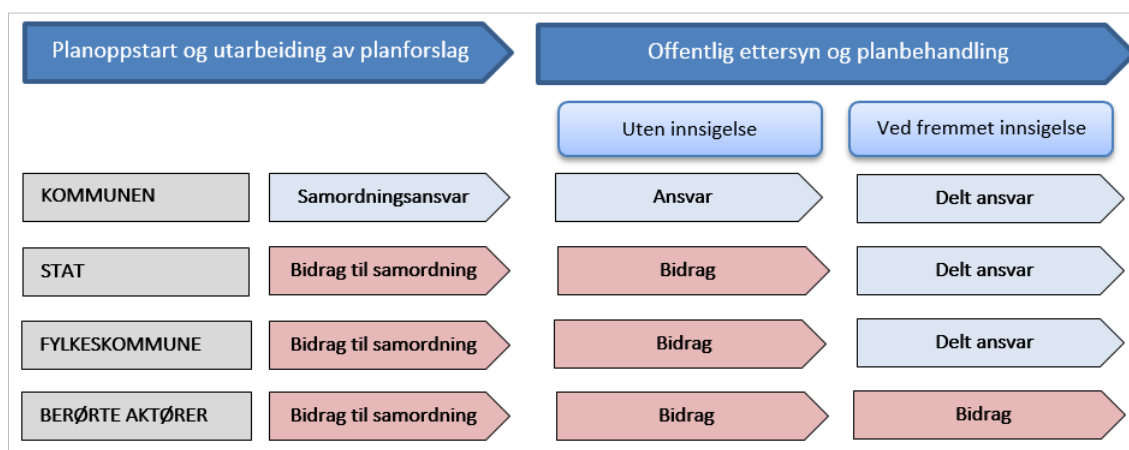 Planoppstart og utarbeiding av planforslag
Offentlig ettersyn og planbehandling
Uten innsigelse
Ved fremmet innsigelse
KOMMUNEN
Samordningsansvar
Ansvar
Delt ansvar
STAT
Bidrag til samordning
Bidrag
Delt ansvar
FYLKESKOMMUNE
Bidrag til samordning
Bidrag
Delt ansvar
BERØRTE AKTØRER
Bidrag til samordning
Bidrag
Bidrag